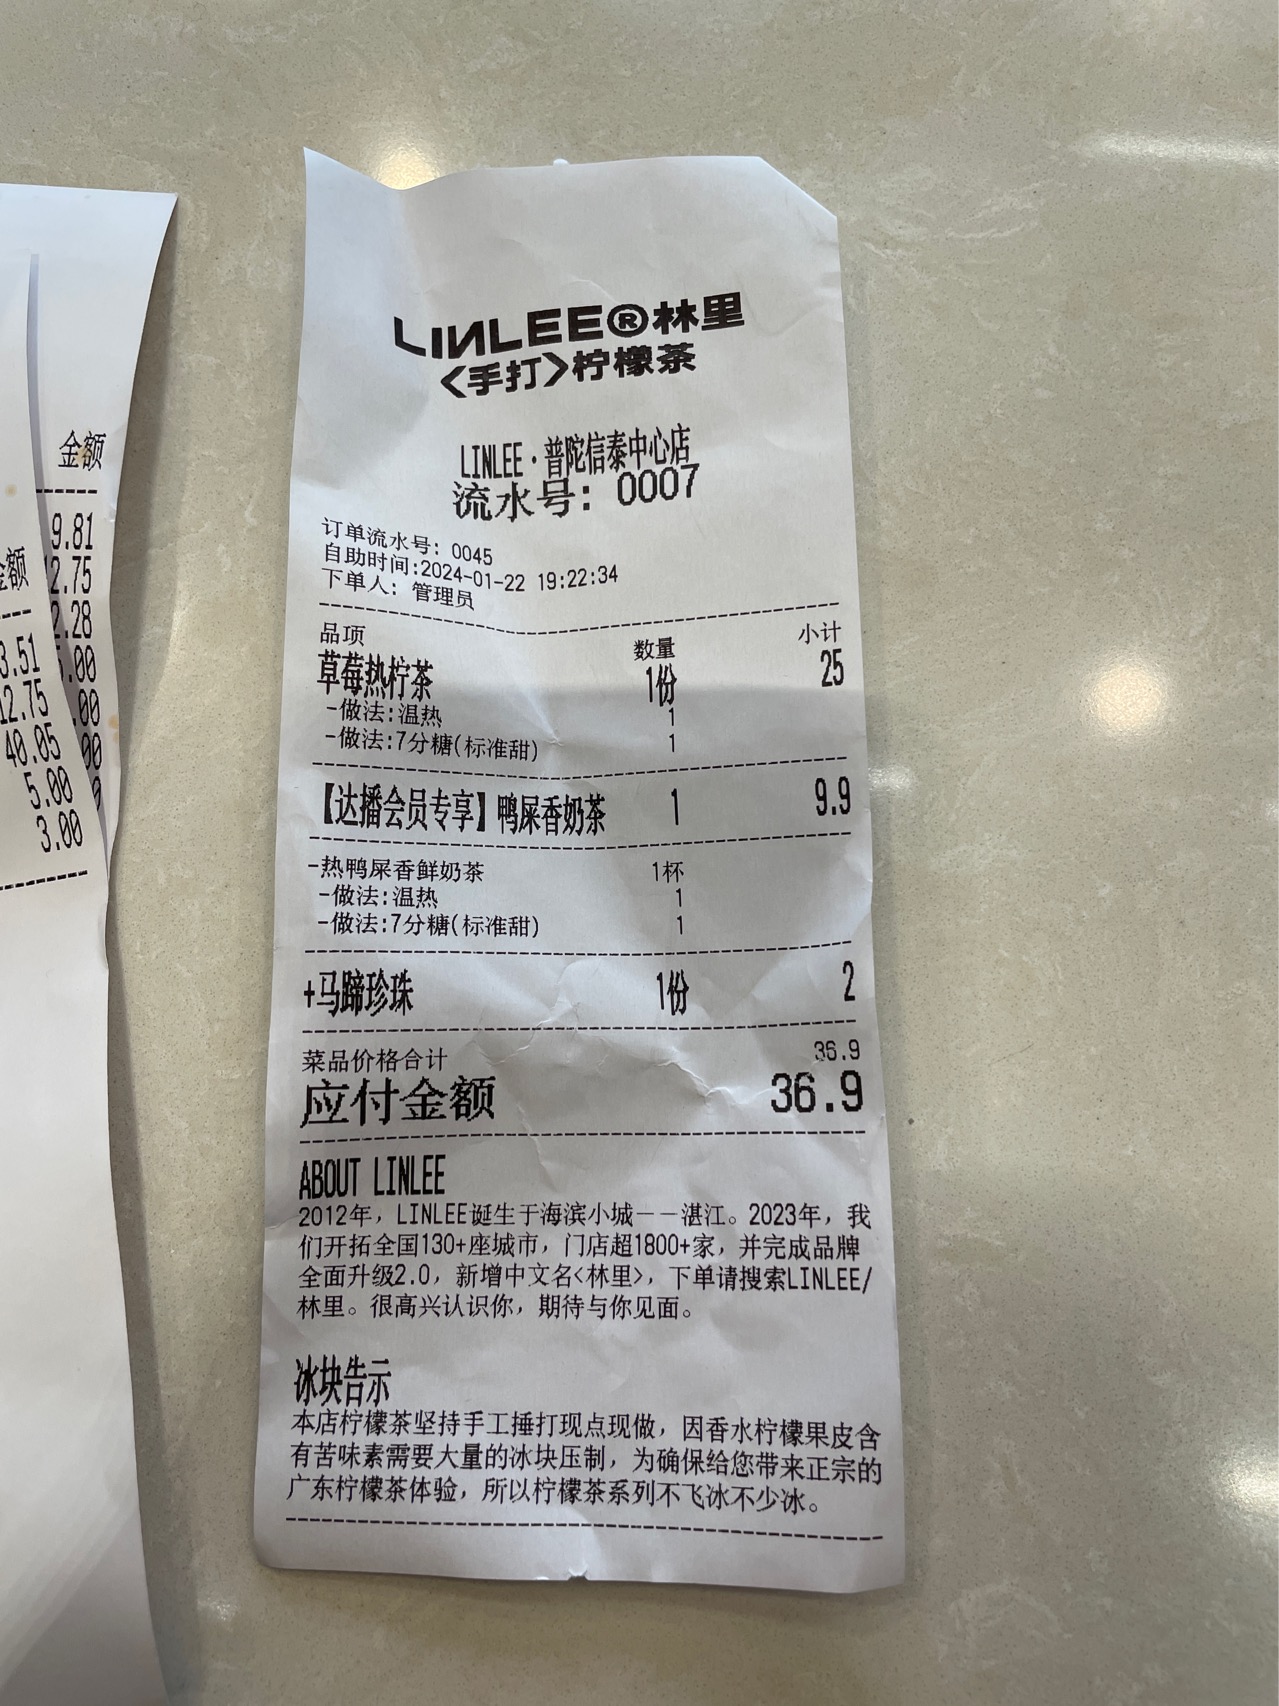 金额
9.81
2.75
2.28
.00
.00
00
金额
3.51
12.75
40.05
5.00
3.00
LINLEE®林里
<手打>柠檬茶
LINLEE·普陀信泰中心店
流水号: 0007
订单流水号: 0045
自助时间:2024-01-22 19:22:34
下单人: 管理员
品项 数量 小计
草莓热柠茶 1份 25
-做法:温热 1
-做法:7分糖(标准甜) 1
【达播会员专享】鸭屎香奶茶 1 9.9
-热鸭屎香鲜奶茶 1杯
-做法:温热 1
-做法:7分糖(标准甜) 1
+马蹄珍珠 1份 2
菜品价格合计 36.9
应付金额 36.9
ABOUT LINLEE
2012年，LINLEE诞生于海滨小城——湛江。2023年，我
们开拓全国130+座城市，门店超1800+家，并完成品牌
全面升级2.0，新增中文名<林里>，下单请搜索LINLEE/
林里。很高兴认识你，期待与你见面。
冰块告示
本店柠檬茶坚持手工捶打现点现做，因香水柠檬果皮含
有苦味素需要大量的冰块压制，为确保给您带来正宗的
广东柠檬茶体验，所以柠檬茶系列不飞冰不少冰。